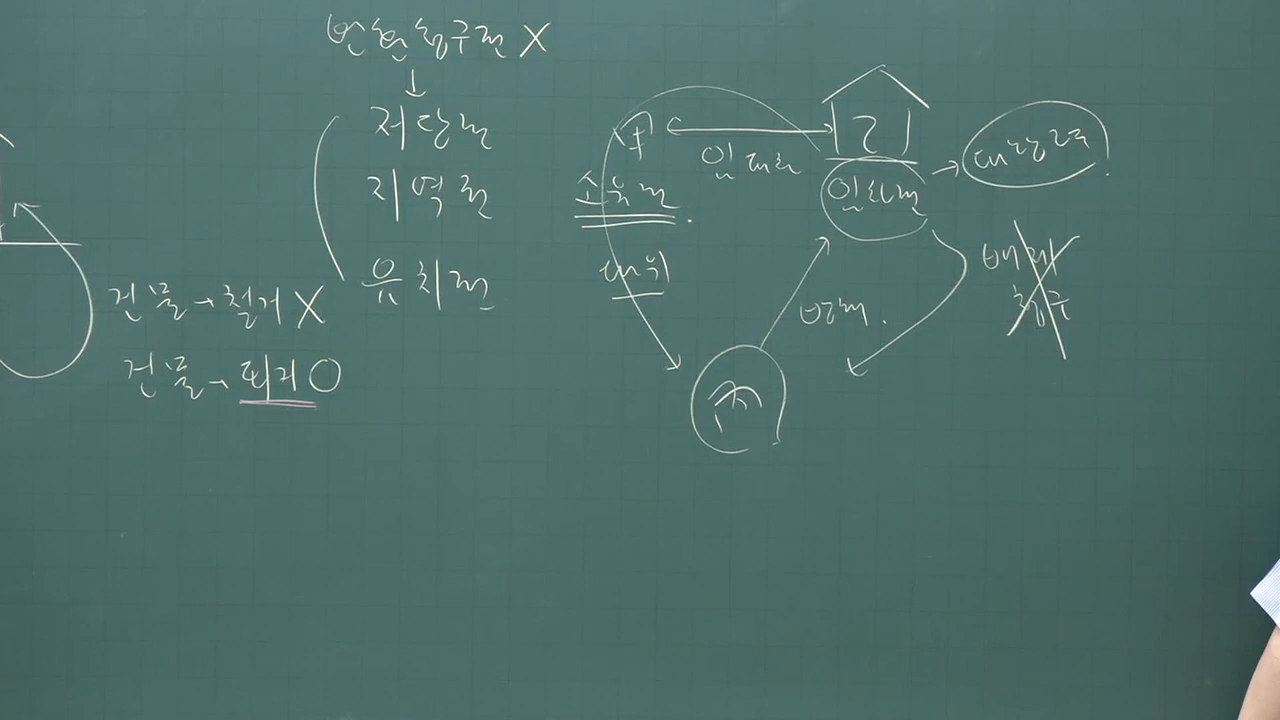 반환청구권 X
저당권
지역권
유치권
건물→철거 X
건물→퇴거 O
甲
乙
임대차
소유권
임차권
→대항력
대위
방해
배제
청구
丙